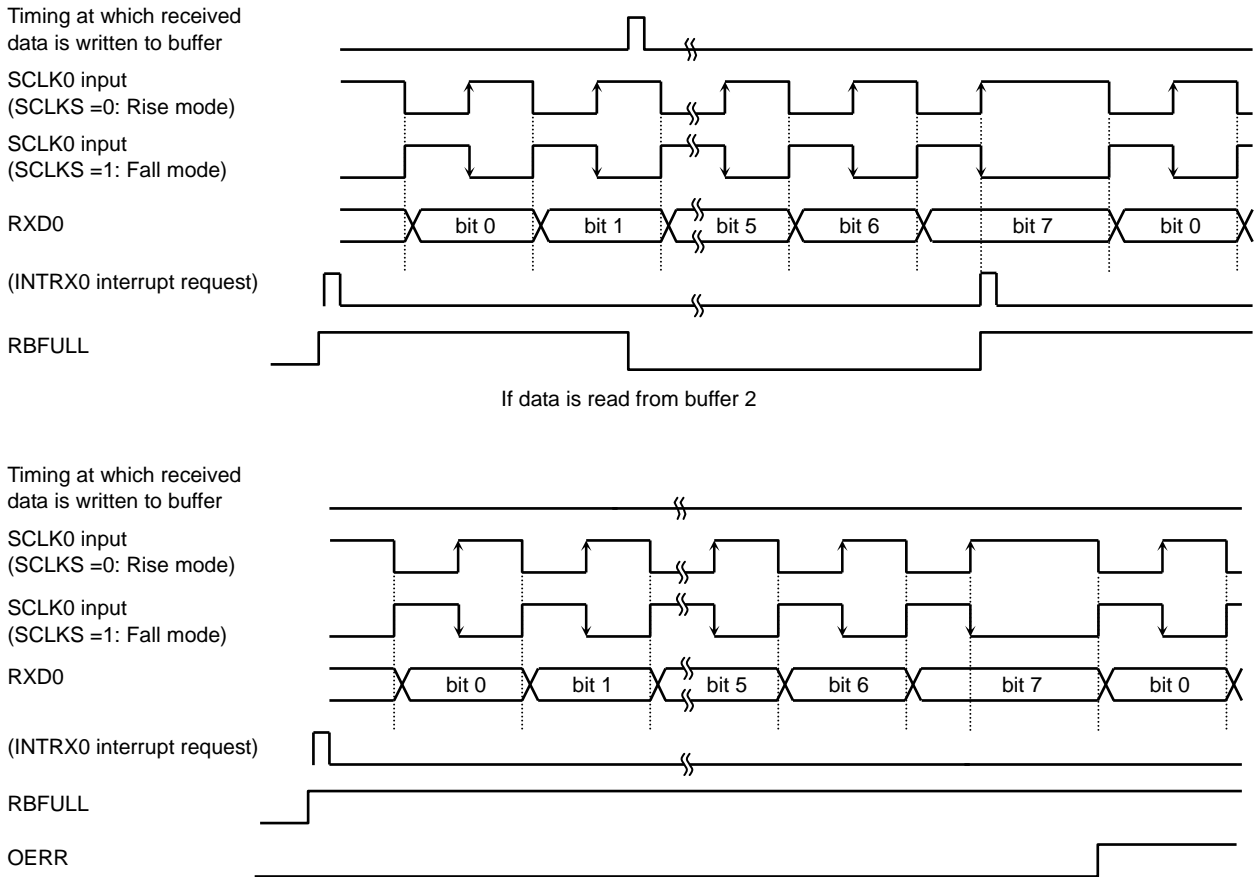 Timing at which received
data is written to buffer
SCLK0 input
(SCLKS =0: Rise mode)
SCLK0 input
(SCLKS =1: Fall mode)
RXD0
bit 0 bit 1 bit 5 bit 6 bit 7 bit 0
(INTRX0 interrupt request)
RBFULL
If data is read from buffer 2
Timing at which received
data is written to buffer
SCLK0 input
(SCLKS =0: Rise mode)
SCLK0 input
(SCLKS =1: Fall mode)
RXD0
bit 0 bit 1 bit 5 bit 6 bit 7 bit 0
(INTRX0 interrupt request)
RBFULL
OERR